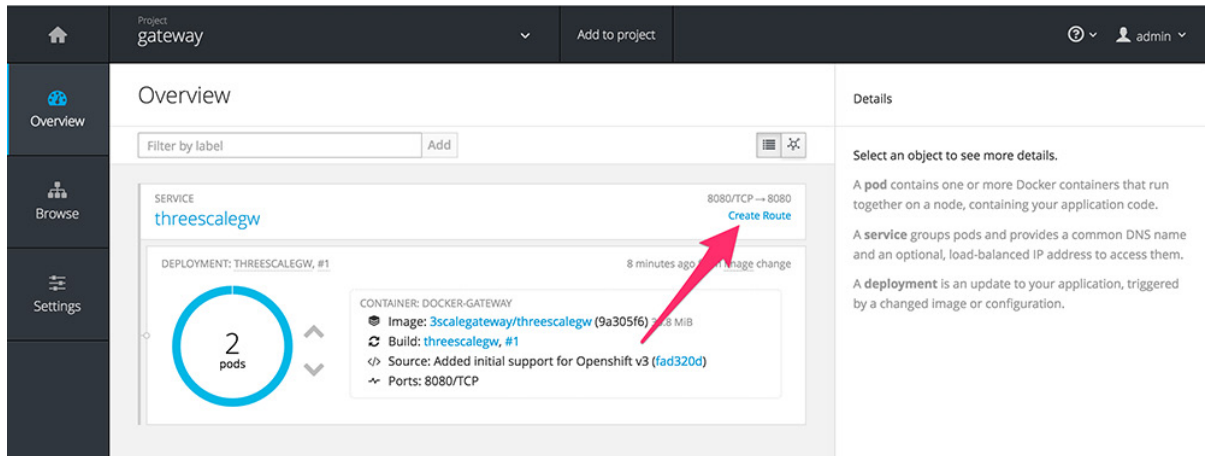 Project
gateway
Add to project
admin
Overview
Browse
Settings
Overview
Filter by label
Add
SERVICE
threescalegw
8080/TCP → 8080
Create Route
DEPLOYMENT: THREESCALEGW, #1
8 minutes ago image change
2
pods
CONTAINER: DOCKER-GATEWAY
Image: 3scalegateway/threescalegw (9a305f6) MiB
Build: threescalegw, #1
</> Source: Added initial support for Openshift v3 (fad320d)
Ports: 8080/TCP
Details
Select an object to see more details.
A pod contains one or more Docker containers that run
together on a node, containing your application code.
A service groups pods and provides a common DNS name
and an optional, load-balanced IP address to access them.
A deployment is an update to your application, triggered
by a changed image or configuration.